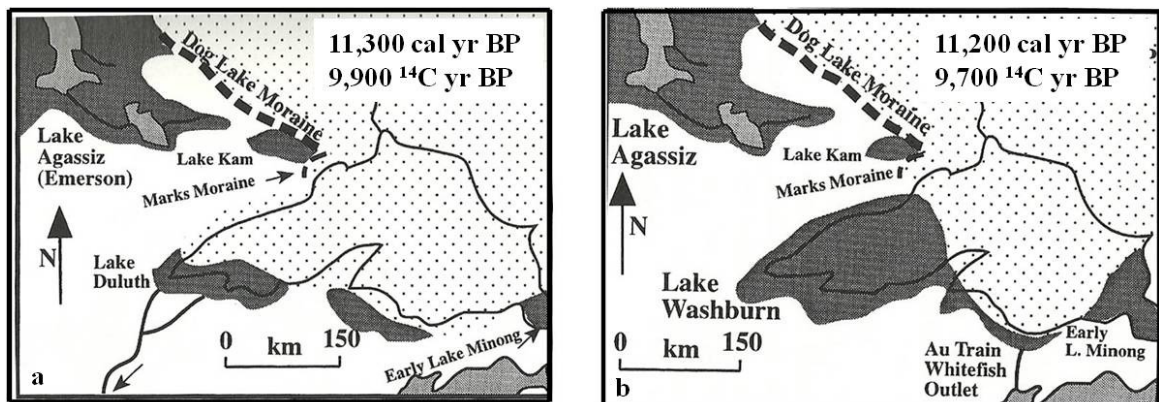 11,300 cal yr BP
9,900 ¹⁴C yr BP
Dog Lake Moraine
Lake
Agassiz
(Emerson)
Lake Kam
Marks Moraine
N
Lake
Duluth
0 150
km
Early Lake Minong
a
11,200 cal yr BP
9,700 ¹⁴C yr BP
Dog Lake Moraine
Lake
Agassiz
Lake Kam
Marks Moraine
N
Lake
Washburn
0 150
km
Early
L. Minong
Au Train
Whitefish
Outlet
b